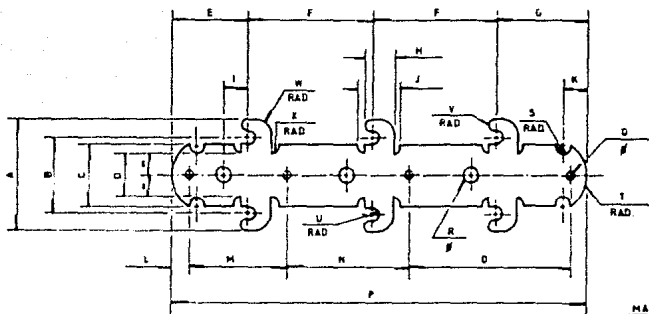 E F F G
H
I W J K
RAD
X
RAD
V
RAD
S
RAD
Q
Ø
A B C D
U
RAD
R
Ø
T
RAD.
L M N O
P
MA